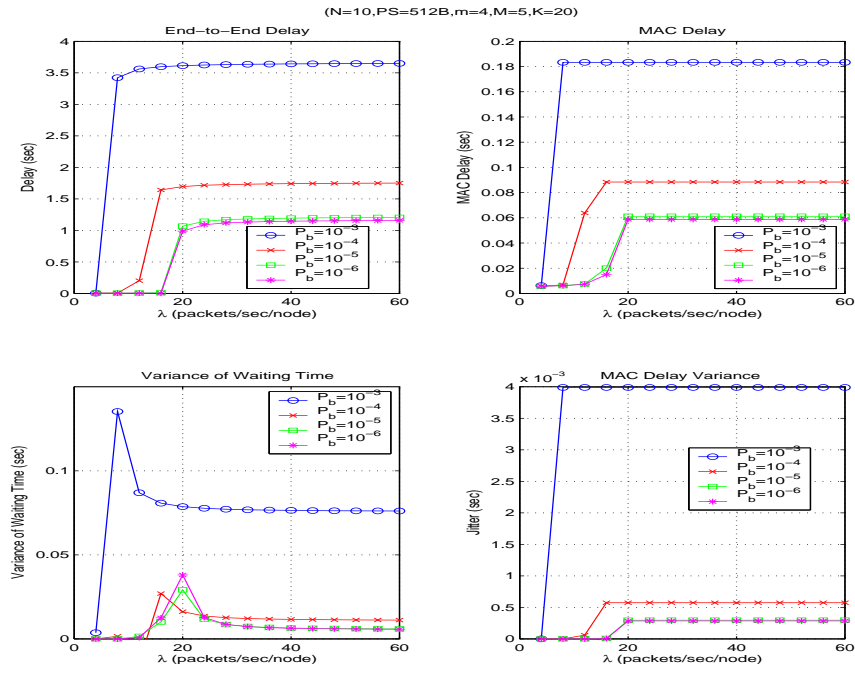 (N=10,PS=512B,m=4,M=5,K=20)
End−to−End Delay
Delay (sec)
4
3.5
3
2.5
2
1.5
1
0.5
0
0
20
40
60
λ (packets/sec/node)
P_b=10^−3
P_b=10^−4
P_b=10^−5
P_b=10^−6
MAC Delay
MAC Delay (sec)
0.2
0.18
0.16
0.14
0.12
0.1
0.08
0.06
0.04
0.02
0
0
20
40
60
λ (packets/sec/node)
P_b=10^−3
P_b=10^−4
P_b=10^−5
P_b=10^−6
Variance of Waiting Time
Variance of Waiting Time (sec)
0.1
0.05
0
0
20
40
60
λ (packets/sec/node)
P_b=10^−3
P_b=10^−4
P_b=10^−5
P_b=10^−6
MAC Delay Variance
x 10^−3
Jitter (sec)
4
3.5
3
2.5
2
1.5
1
0.5
0
0
20
40
60
λ (packets/sec/node)
P_b=10^−3
P_b=10^−4
P_b=10^−5
P_b=10^−6